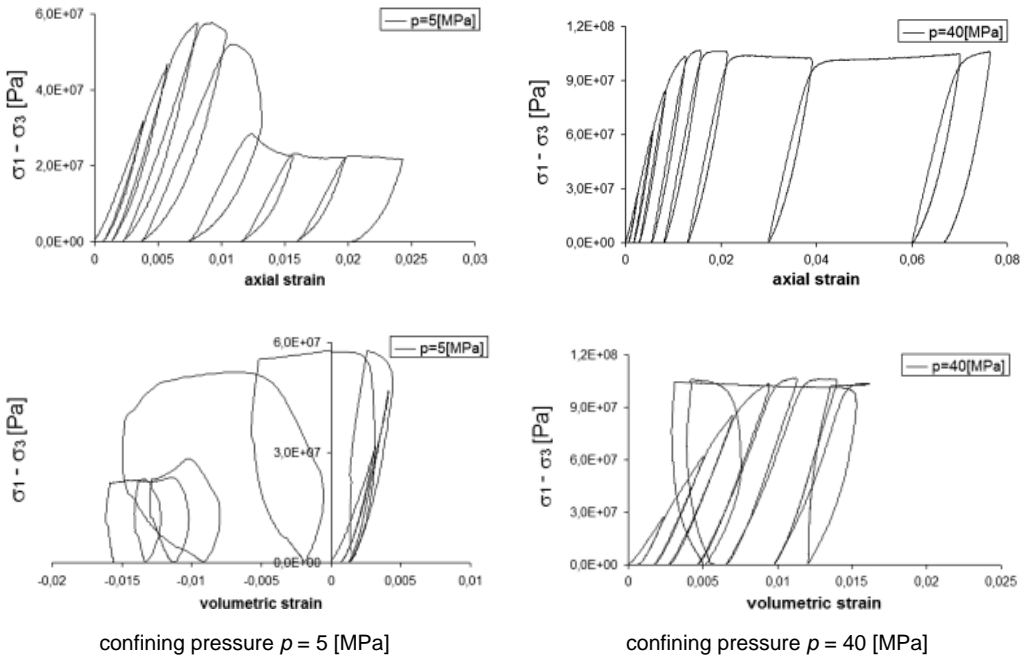 6,0E+07
4,0E+07
2,0E+07
0,0E+00
σ1 - σ3 [Pa]
p=5[MPa]
0 0,005 0,01 0,015 0,02 0,025 0,03
axial strain
1,2E+08
9,0E+07
6,0E+07
3,0E+07
0,0E+00
σ1 - σ3 [Pa]
p=40[MPa]
0 0,02 0,04 0,06 0,08
axial strain
6,0E+07
3,0E+07
0,0E+00
σ1 - σ3 [Pa]
p=5[MPa]
-0,02 -0,015 -0,01 -0,005 0 0,005 0,01
volumetric strain
1,2E+08
9,0E+07
6,0E+07
3,0E+07
0,0E+00
σ1 - σ3 [Pa]
p=40[MPa]
0 0,005 0,01 0,015 0,02 0,025
volumetric strain
confining pressure p = 5 [MPa]
confining pressure p = 40 [MPa]